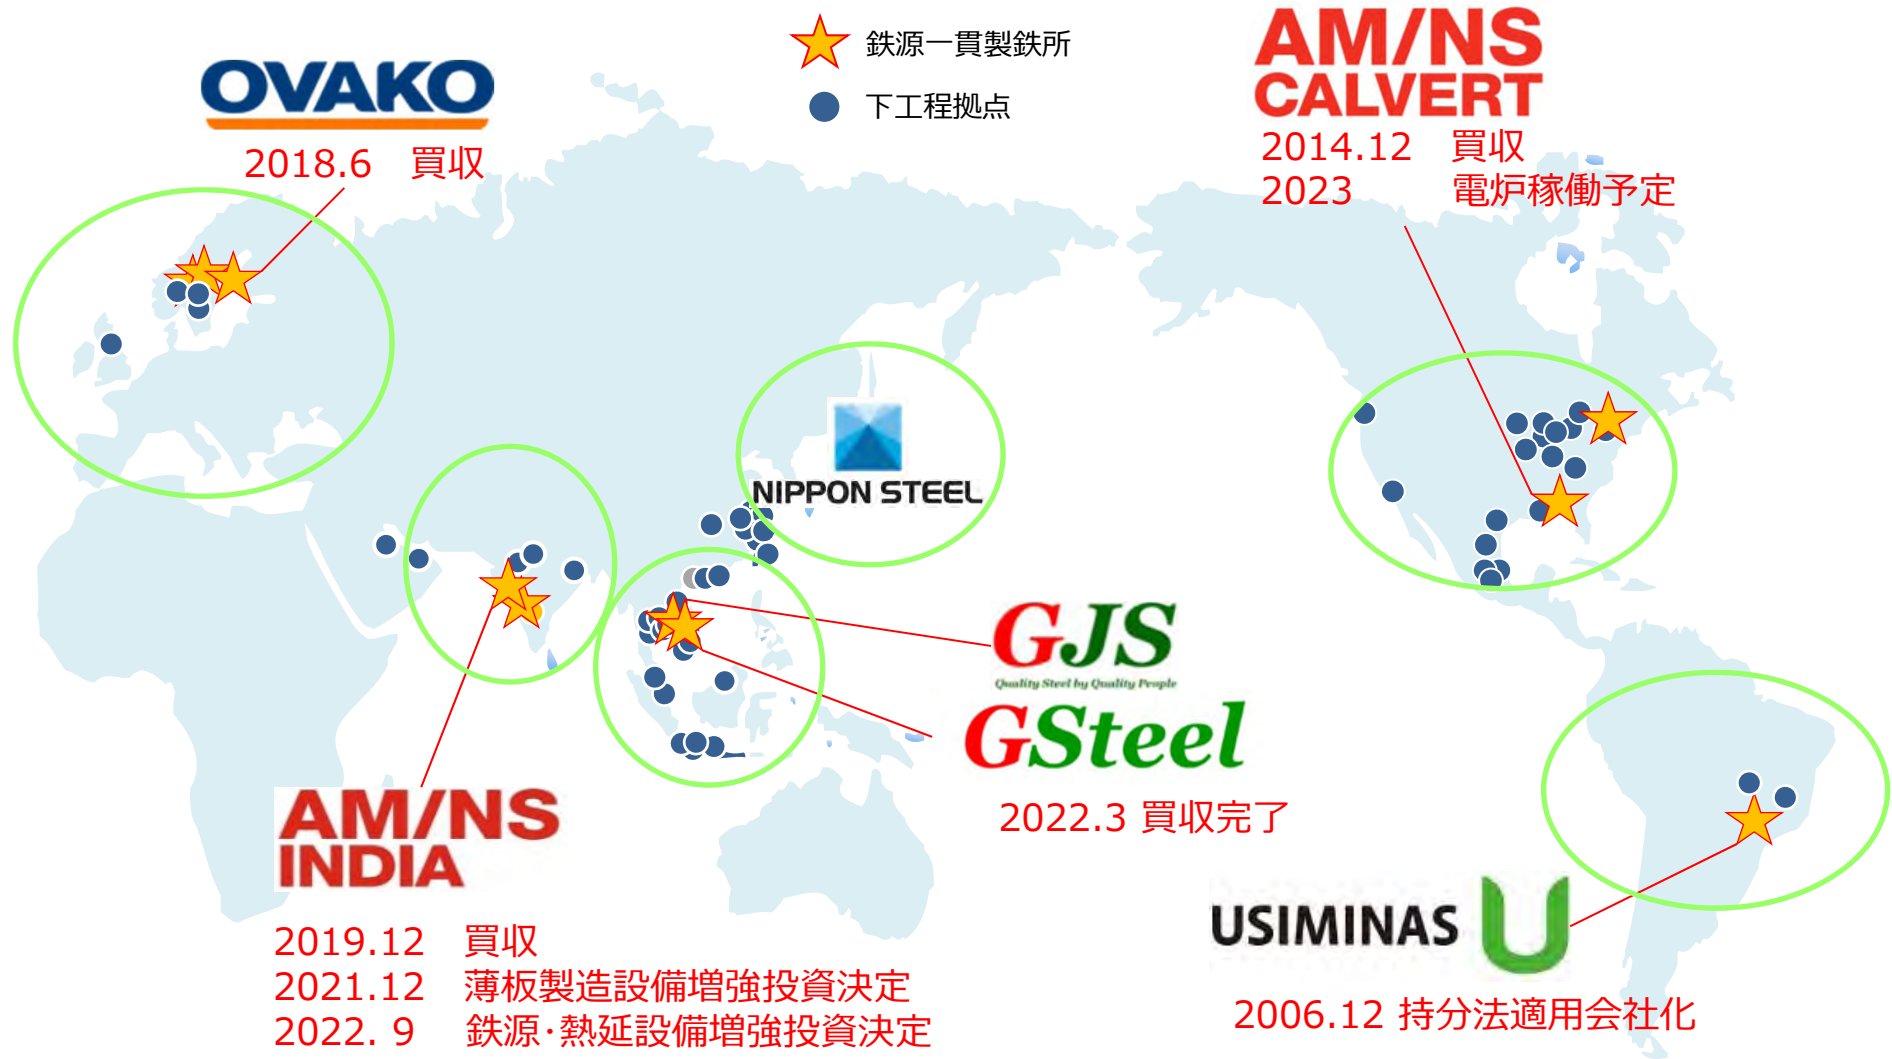 鉄源一貫製鉄所
下工程拠点
OVAKO
2018.6 買収
AM/NS
CALVERT
2014.12 買収
2023 電炉稼働予定
NIPPON STEEL
GJS
Quality Steel by Quality People
GSteel
2022.3 買収完了
AM/NS
INDIA
2019.12 買収
2021.12 薄板製造設備増強投資決定
2022. 9 鉄源・熱延設備増強投資決定
USIMINAS
2006.12 持分法適用会社化